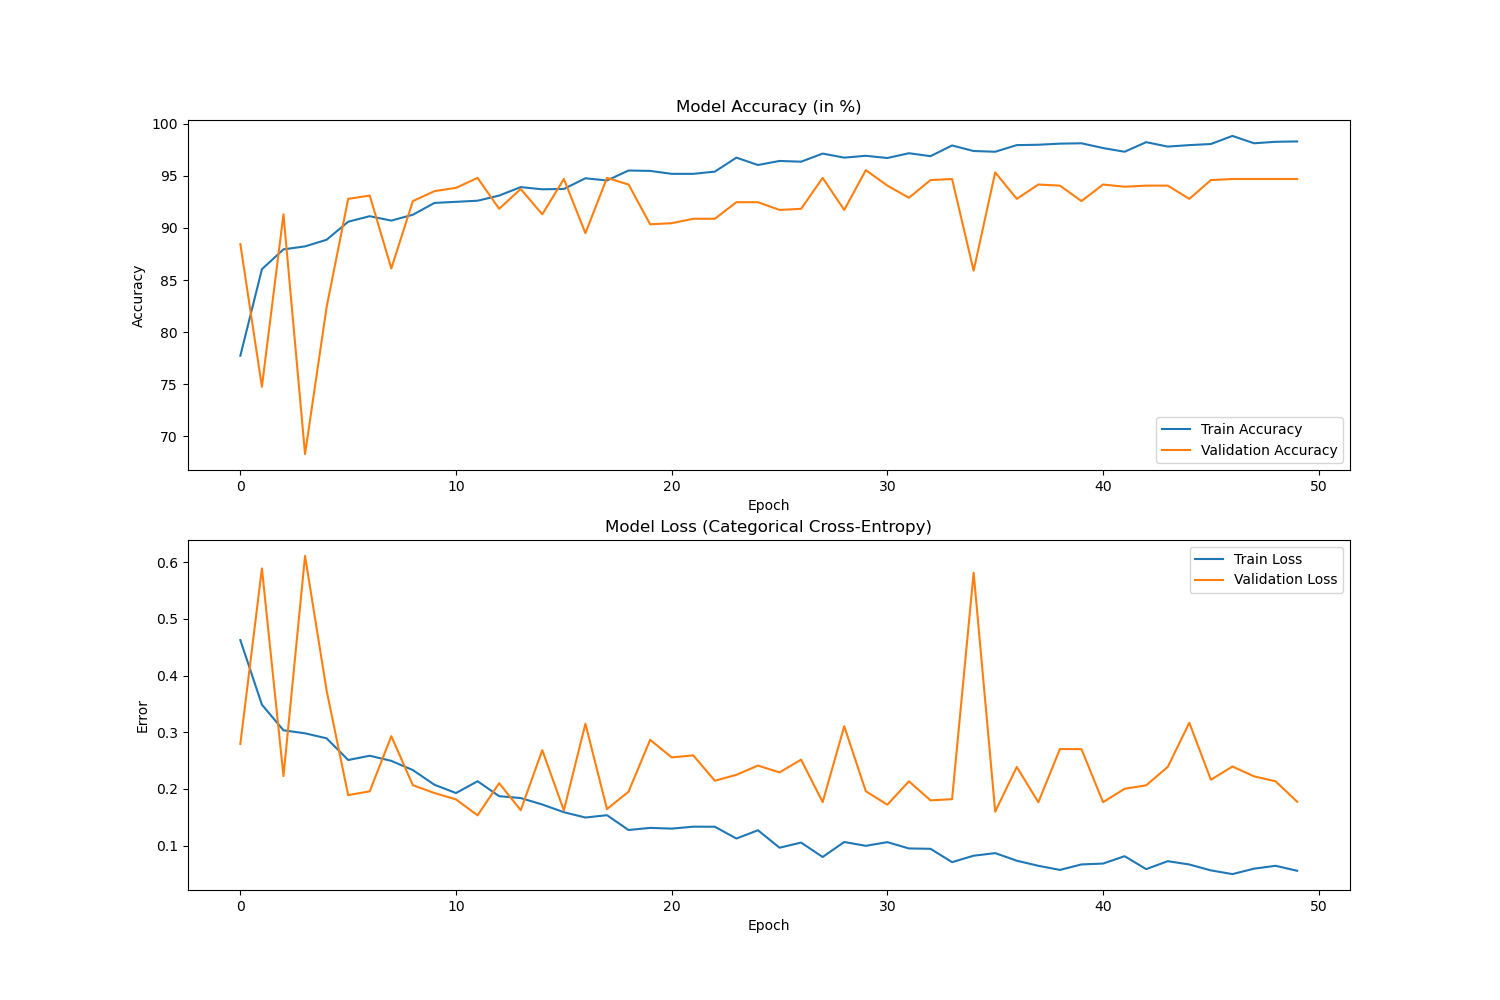 Model Accuracy (in %)
100
95
90
85
80
75
70
Accuracy
Train Accuracy
Validation Accuracy
0 10 20 30 40 50
Epoch
Model Loss (Categorical Cross-Entropy)
0.6
0.5
0.4
0.3
0.2
0.1
Error
Train Loss
Validation Loss
0 10 20 30 40 50
Epoch